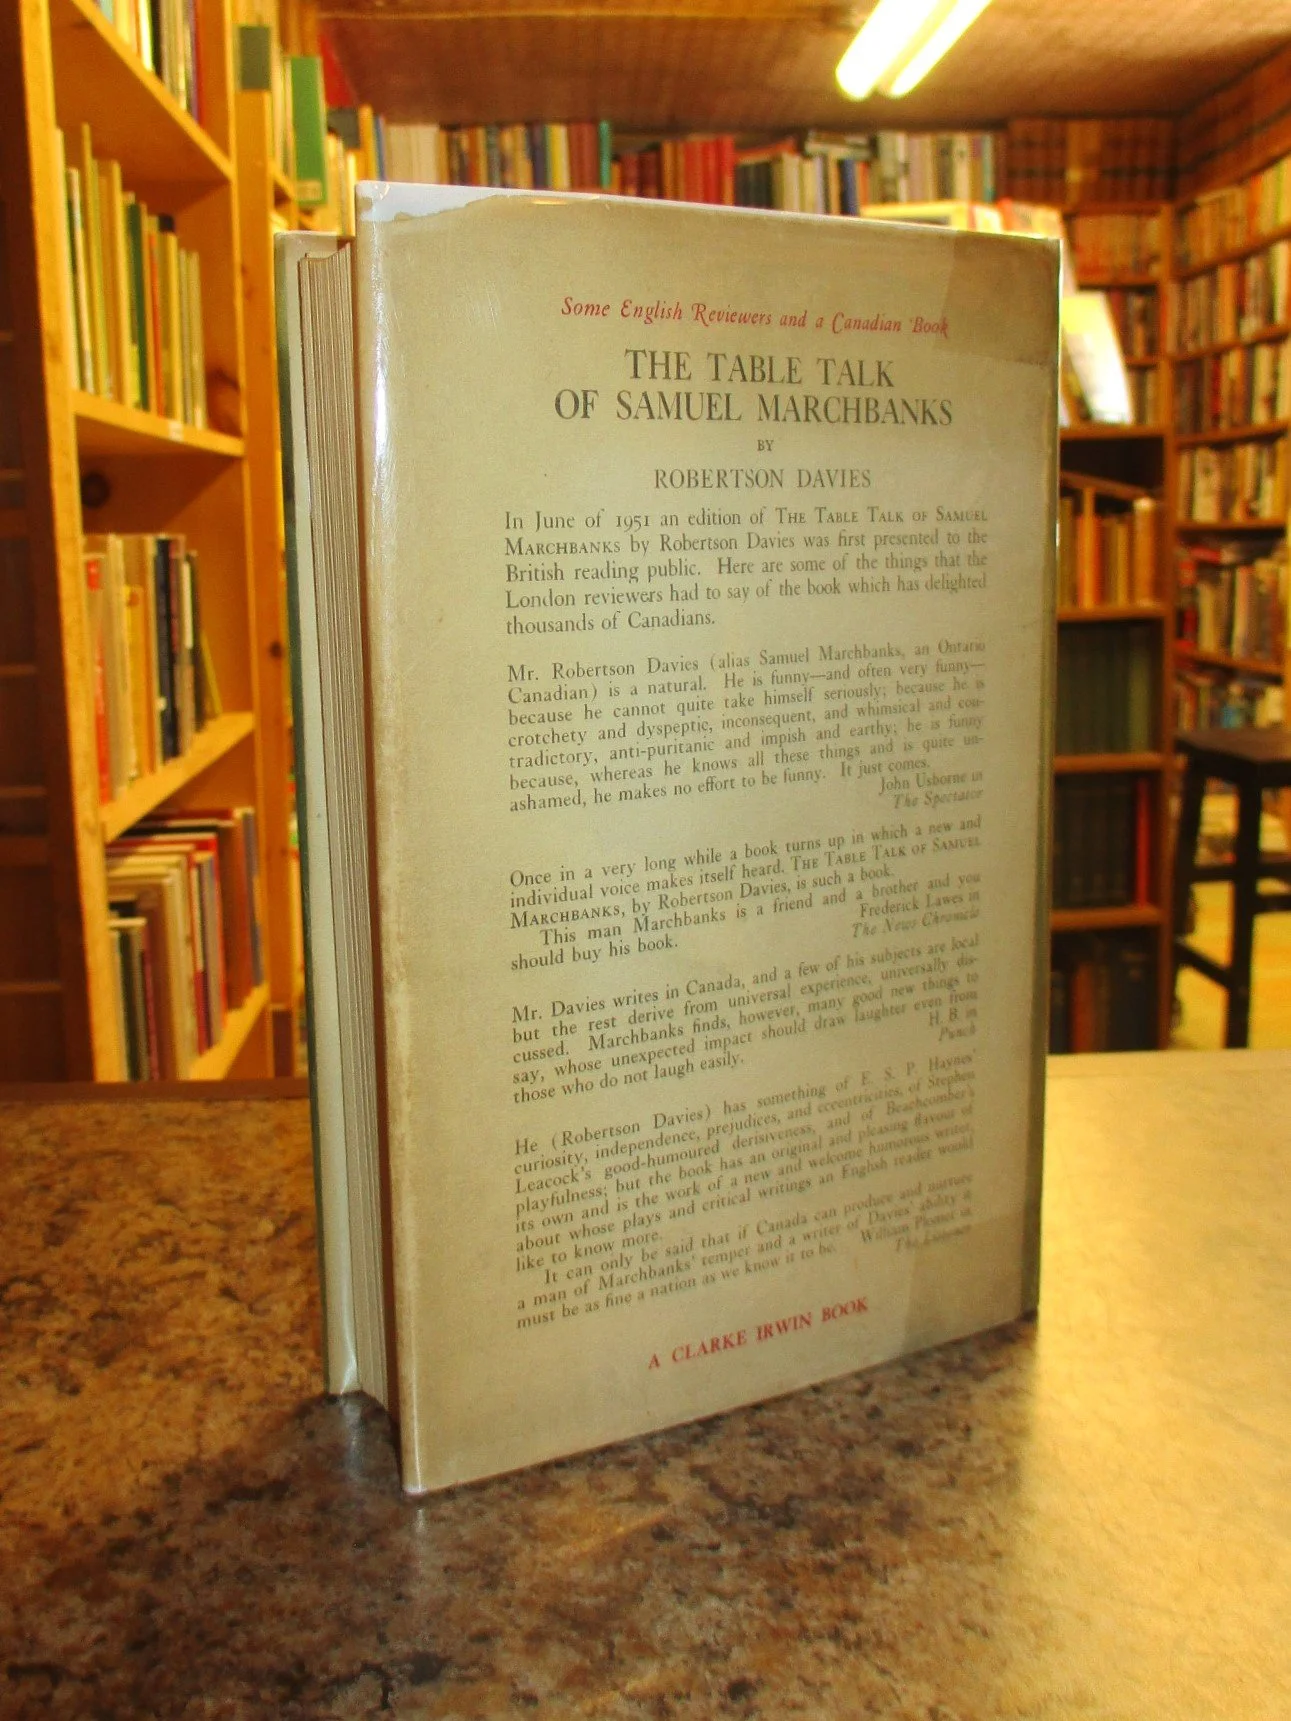 Some English Reviewers and a Canadian Book
THE TABLE TALK
OF SAMUEL MARCHBANKS
BY
ROBERTSON DAVIES
In June of 1951 an edition of THE TABLE TALK OF SAMUEL
MARCHBANKS by Robertson Davies was first presented to the
British reading public. Here are some of the things that the
London reviewers had to say of the book which has delighted
thousands of Canadians.
Mr. Robertson Davies (alias Samuel Marchbanks, an Ontario
Canadian) is a natural. He is funny—and often very funny—
because he cannot quite take himself seriously; because he is
crotchety and dyspeptic, inconsequent, and whimsical and con-
tradictory, anti-puritanic and impish and earthy; he is funny
because, whereas he knows all these things and is quite un-
ashamed, he makes no effort to be funny. It just comes.
John Usborne in
The Spectator
Once in a very long while a book turns up in which a new and
individual voice makes itself heard. THE TABLE TALK OF SAMUEL
MARCHBANKS, by Robertson Davies, is such a book.
This man Marchbanks is a friend and a brother and you
should buy his book.
Frederick Lawes in
The News Chronicle
Mr. Davies writes in Canada, and a few of his subjects are local
but the rest derive from universal experience, universally dis-
cussed. Marchbanks finds, however, many good new things to
say, whose unexpected impact should draw laughter even from
those who do not laugh easily.
H. B. in
Punch
He (Robertson Davies) has something of E. S. P. Haynes'
curiosity, independence, prejudices, and eccentricities, of Stephen
Leacock's good-humoured derisiveness, and of Beachcomber's
playfulness; but the book has an original and pleasing flavour of
its own and is the work of a new and welcome humorous writer,
about whose plays and critical writings an English reader would
like to know more.
It can only be said that if Canada can produce and nurture
a man of Marchbanks' temper and a writer of Davies' ability it
must be as fine a nation as we know it to be.
William Plomer in
The Listener
A CLARKE IRWIN BOOK